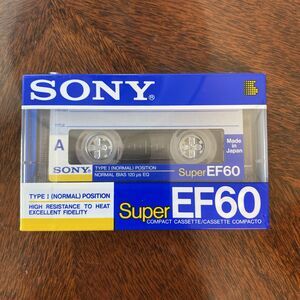 SONY®
A
Made in
Japan
SONY
TYPE I (NORMAL) POSITION
NORMAL BIAS 120 μs EQ
Super EF60
TYPE I (NORMAL) POSITION
HIGH RESISTANCE TO HEAT
EXCELLENT FIDELITY
Super EF60
COMPACT CASSETTE/CASSETTE COMPACTO